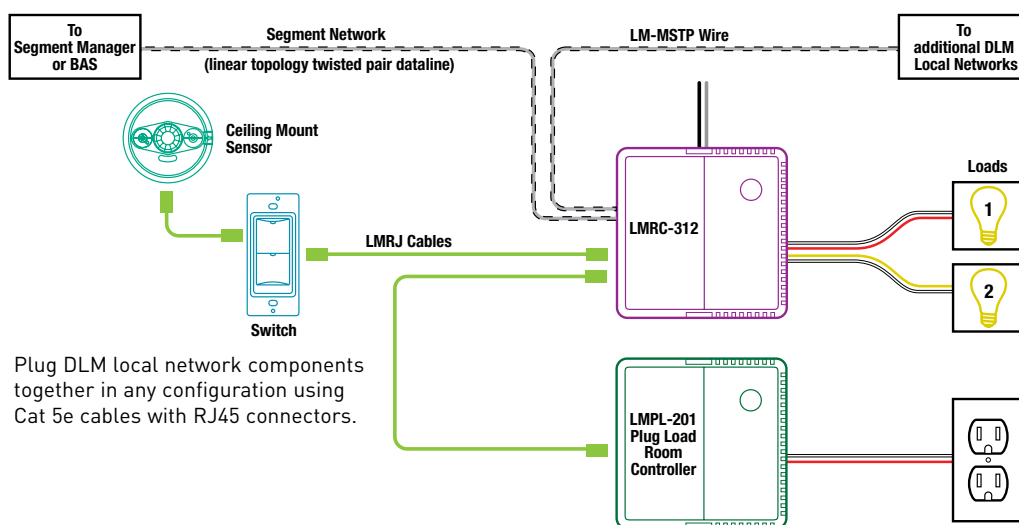 To
Segment Manager
or BAS
Segment Network
(linear topology twisted pair dataline)
LM-MSTP Wire
To
additional DLM
Local Networks
Ceiling Mount
Sensor
Loads
1
LMRC-312
LMRJ Cables
2
Switch
Plug DLM local network components
together in any configuration using
Cat 5e cables with RJ45 connectors.
LMPL-201
Plug Load
Room
Controller